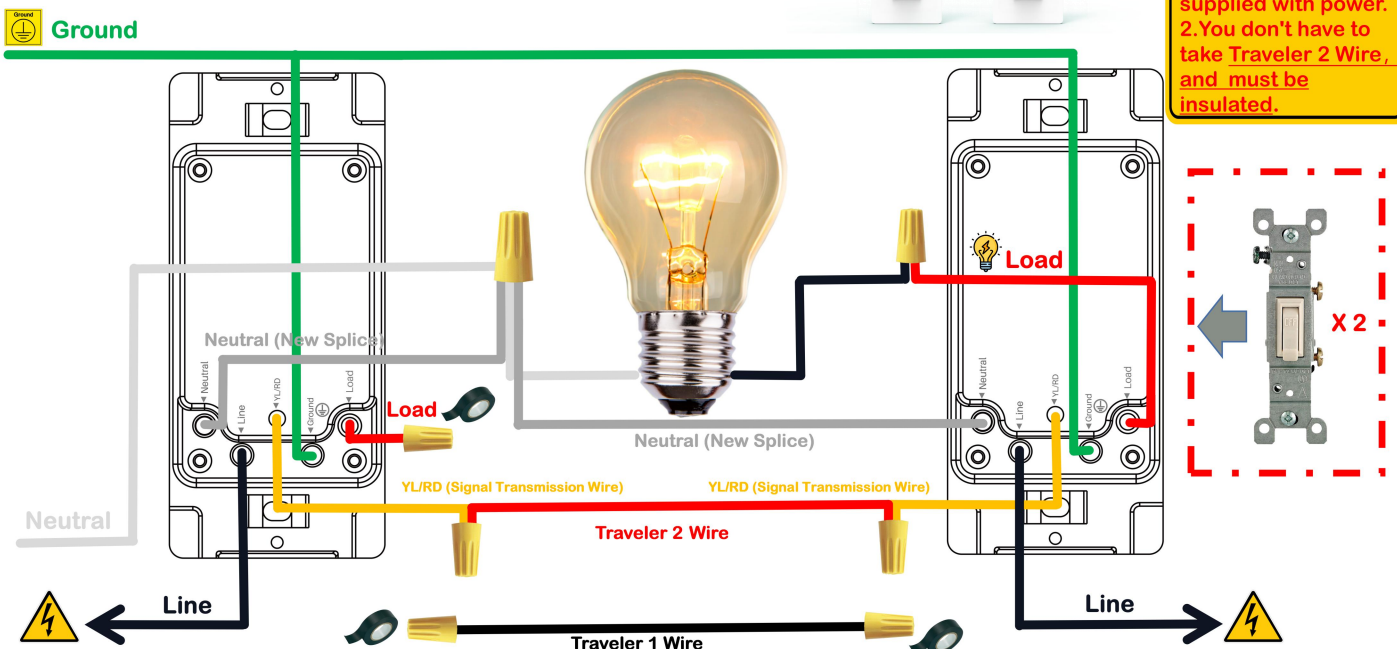 Ground
Ground
supplied with power.
2.You don't have to
take Traveler 2 Wire,
and must be
insulated.
Load
X 2
Neutral (New Splice)
Neutral
Line
YL/RD
Ground
Load
Load
Neutral
Line
YL/RD
Ground
Load
Neutral (New Splice)
YL/RD (Signal Transmission Wire)
YL/RD (Signal Transmission Wire)
Neutral
Traveler 2 Wire
Line
Line
Traveler 1 Wire